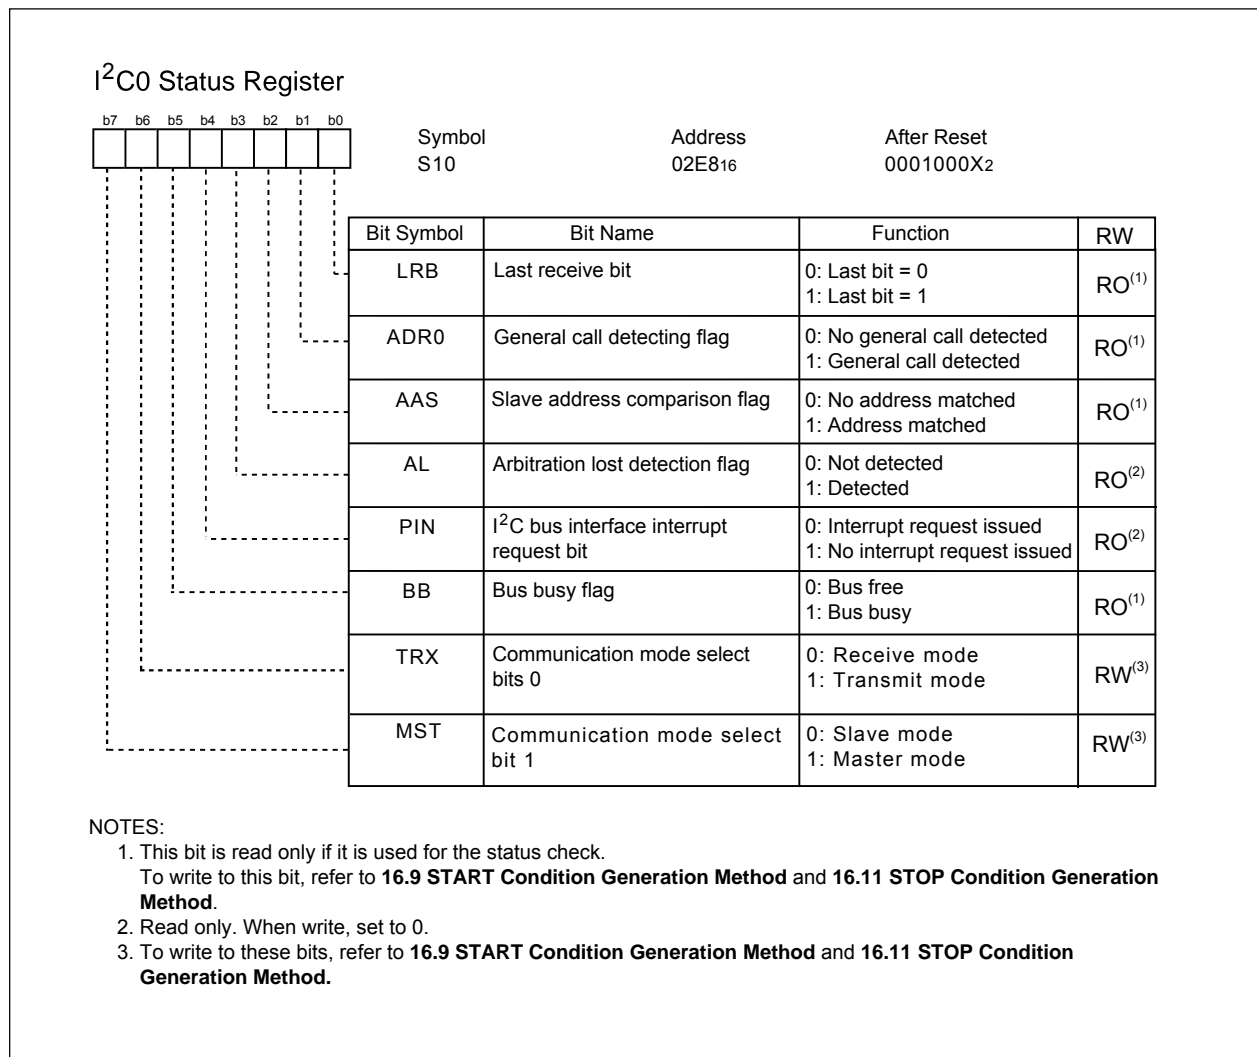 I2C0 Status Register
b7 b6 b5 b4 b3 b2 b1 b0
Symbol Address After Reset
S10 02E816 0001000X2
Bit Symbol Bit Name Function RW
LRB Last receive bit 0: Last bit = 0
1: Last bit = 1 RO(1)
ADR0 General call detecting flag 0: No general call detected
1: General call detected RO(1)
AAS Slave address comparison flag 0: No address matched
1: Address matched RO(1)
AL Arbitration lost detection flag 0: Not detected
1: Detected RO(2)
PIN I2C bus interface interrupt 0: Interrupt request issued
request bit 1: No interrupt request issued RO(2)
BB Bus busy flag 0: Bus free
1: Bus busy RO(1)
TRX Communication mode select 0: Receive mode
bits 0 1: Transmit mode RW(3)
MST Communication mode select 0: Slave mode
bit 1 1: Master mode RW(3)
NOTES:
1. This bit is read only if it is used for the status check.
To write to this bit, refer to 16.9 START Condition Generation Method and 16.11 STOP Condition Generation
Method.
2. Read only. When write, set to 0.
3. To write to these bits, refer to 16.9 START Condition Generation Method and 16.11 STOP Condition
Generation Method.